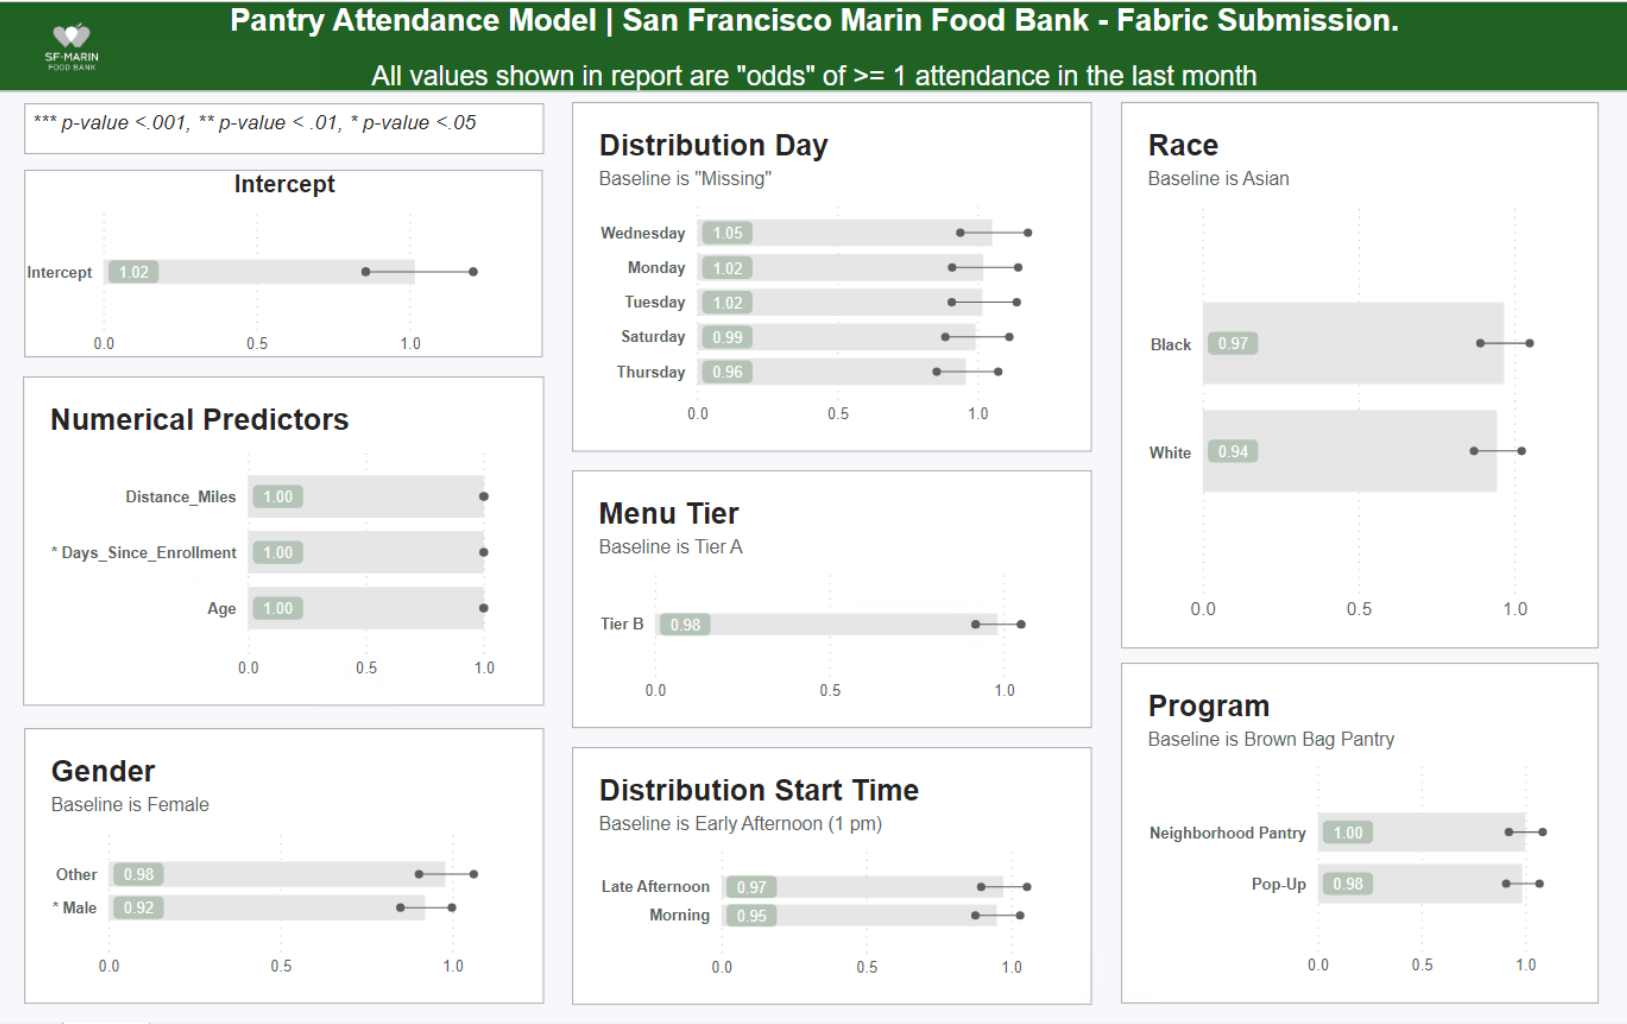 Pantry Attendance Model | San Francisco Marin Food Bank - Fabric Submission.
SF-MARIN
FOOD BANK
All values shown in report are "odds" of >= 1 attendance in the last month
*** p-value <.001, ** p-value < .01, * p-value <.05
Intercept
Intercept 1.02
0.0 0.5 1.0
Numerical Predictors
Distance_Miles 1.00
* Days_Since_Enrollment 1.00
Age 1.00
0.0 0.5 1.0
Gender
Baseline is Female
Other 0.98
* Male 0.92
0.0 0.5 1.0
Distribution Day
Baseline is "Missing"
Wednesday 1.05
Monday 1.02
Tuesday 1.02
Saturday 0.99
Thursday 0.96
0.0 0.5 1.0
Menu Tier
Baseline is Tier A
Tier B 0.98
0.0 0.5 1.0
Distribution Start Time
Baseline is Early Afternoon (1 pm)
Late Afternoon 0.97
Morning 0.95
0.0 0.5 1.0
Race
Baseline is Asian
Black 0.97
White 0.94
0.0 0.5 1.0
Program
Baseline is Brown Bag Pantry
Neighborhood Pantry 1.00
Pop-Up 0.98
0.0 0.5 1.0